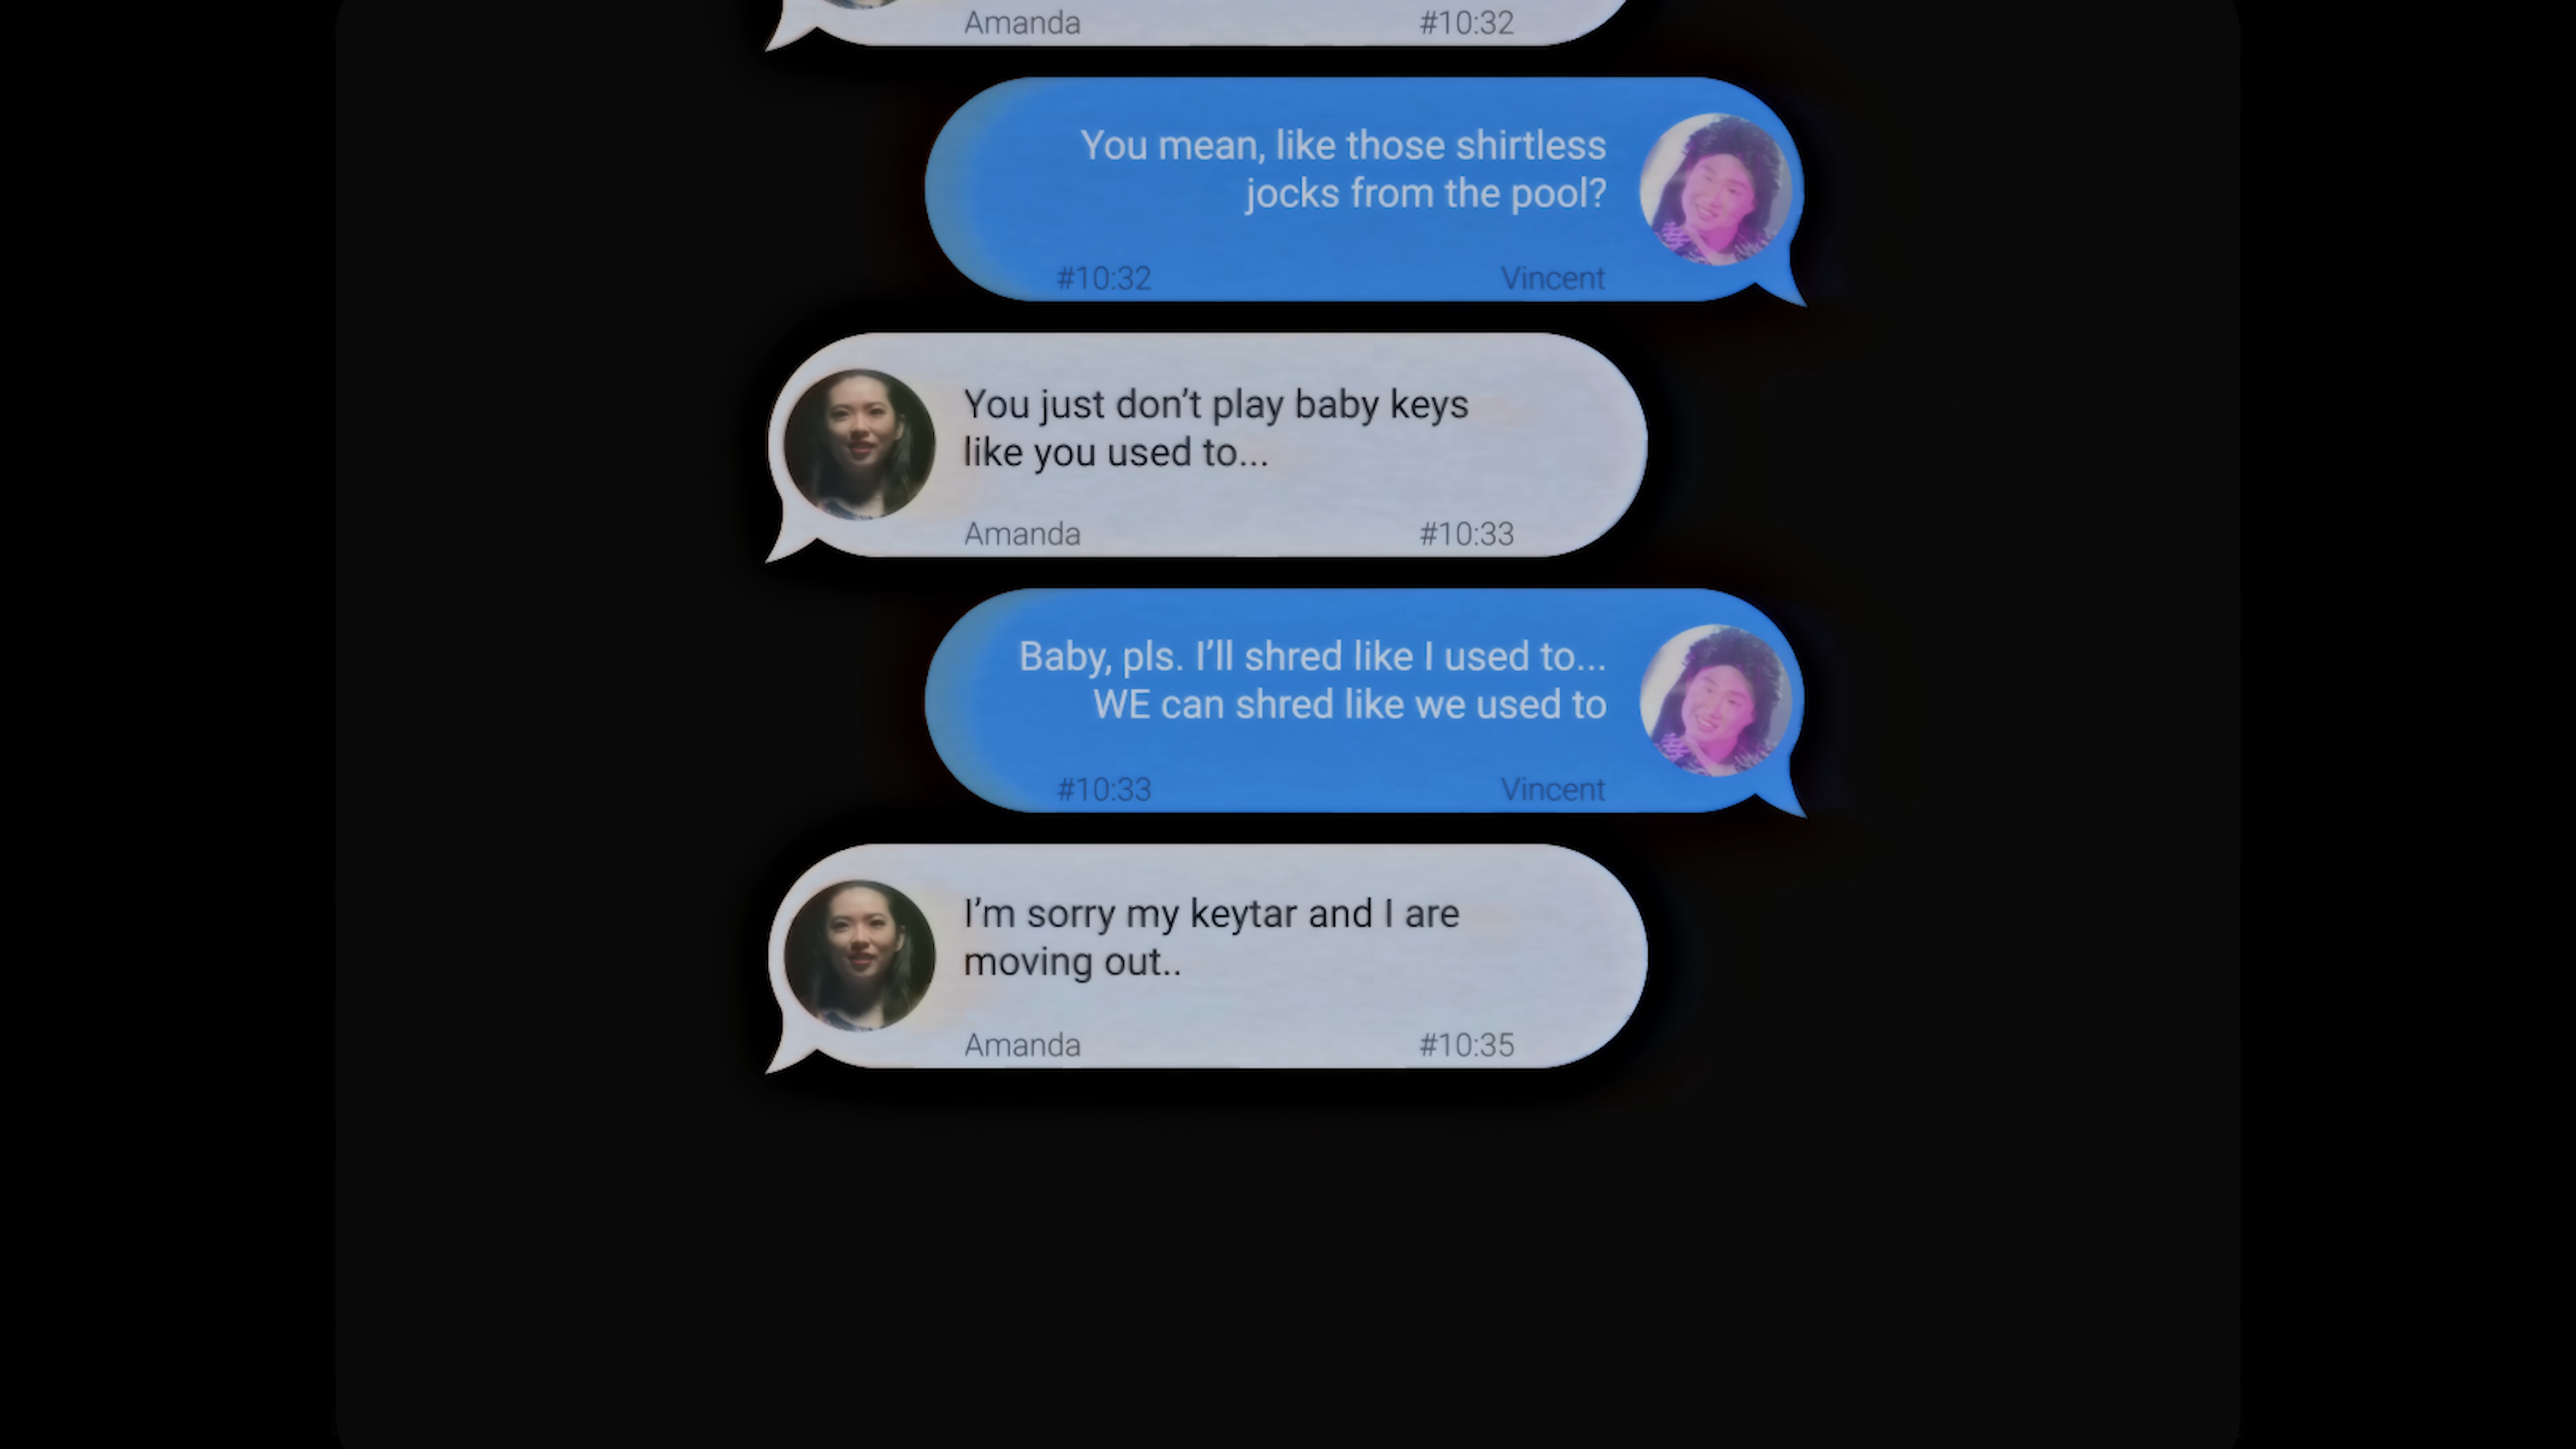 Amanda #10:32
You mean, like those shirtless
jocks from the pool?
#10:32 Vincent
You just don’t play baby keys
like you used to...
Amanda #10:33
Baby, pls. I’ll shred like I used to...
WE can shred like we used to
#10:33 Vincent
I’m sorry my keytar and I are
moving out..
Amanda #10:35